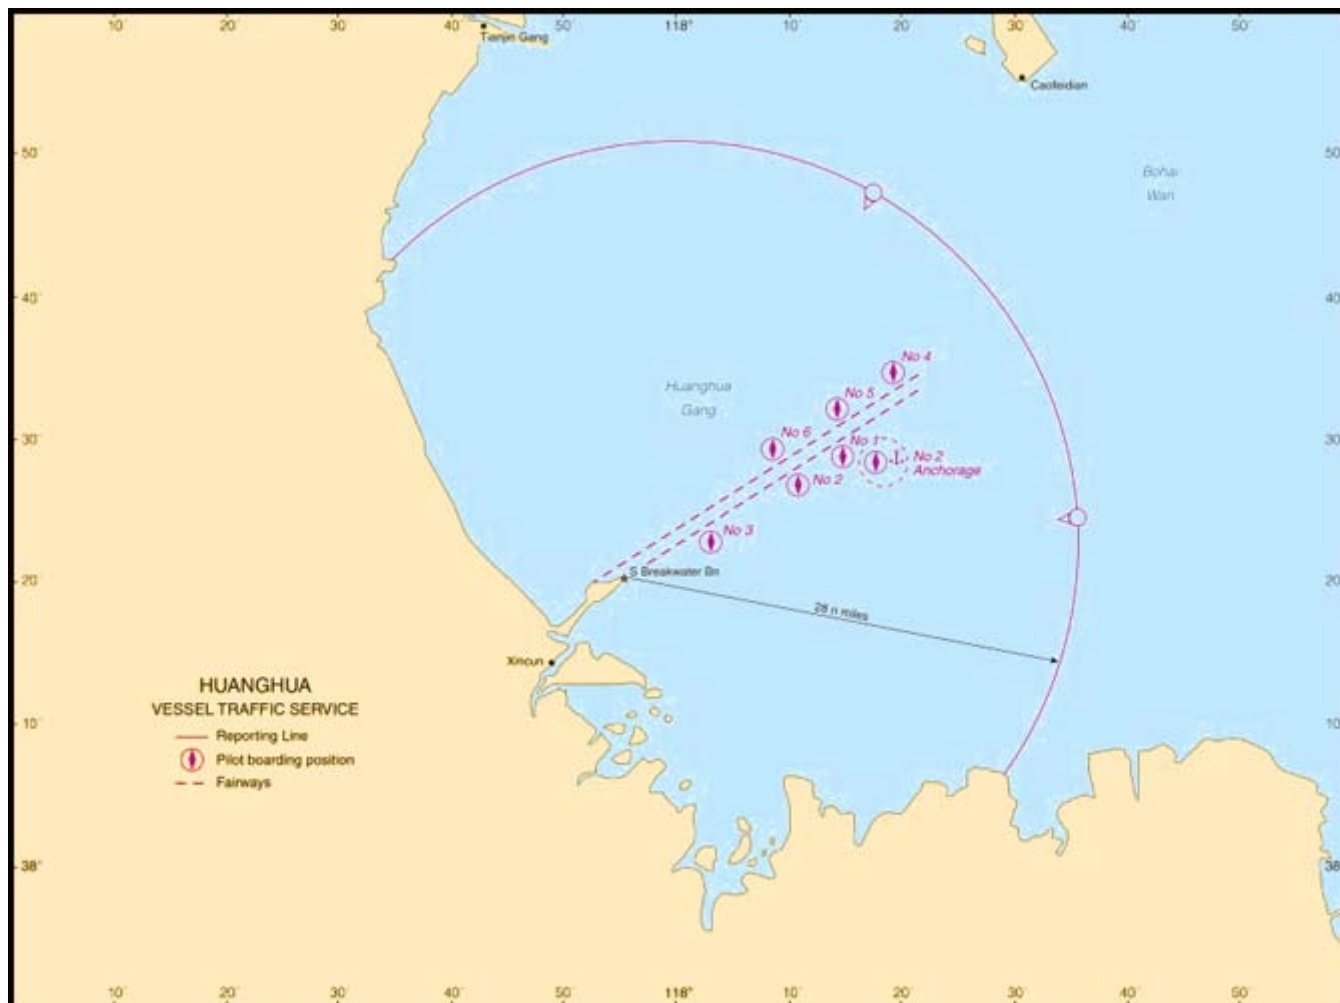 10´ 20´ 30´ 40´ 50´ 118° 10´ 20´ 30´ 40´ 50´
Tianjin Gang
Caofeidian
50´ 50´
Bohai
Wan
40´ 40´
No 4
Huanghua
Gang
No 5
No 6
No 1
30´ 30´
No 2
Anchorage
No 2
No 3
S Breakwater Bn
20´ 20´
28 n miles
Xincun
HUANGHUA
VESSEL TRAFFIC SERVICE
10´ 10´
Reporting Line
Pilot boarding position
Fairways
38° 38°
10´ 20´ 30´ 40´ 50´ 118° 10´ 20´ 30´ 40´ 50´